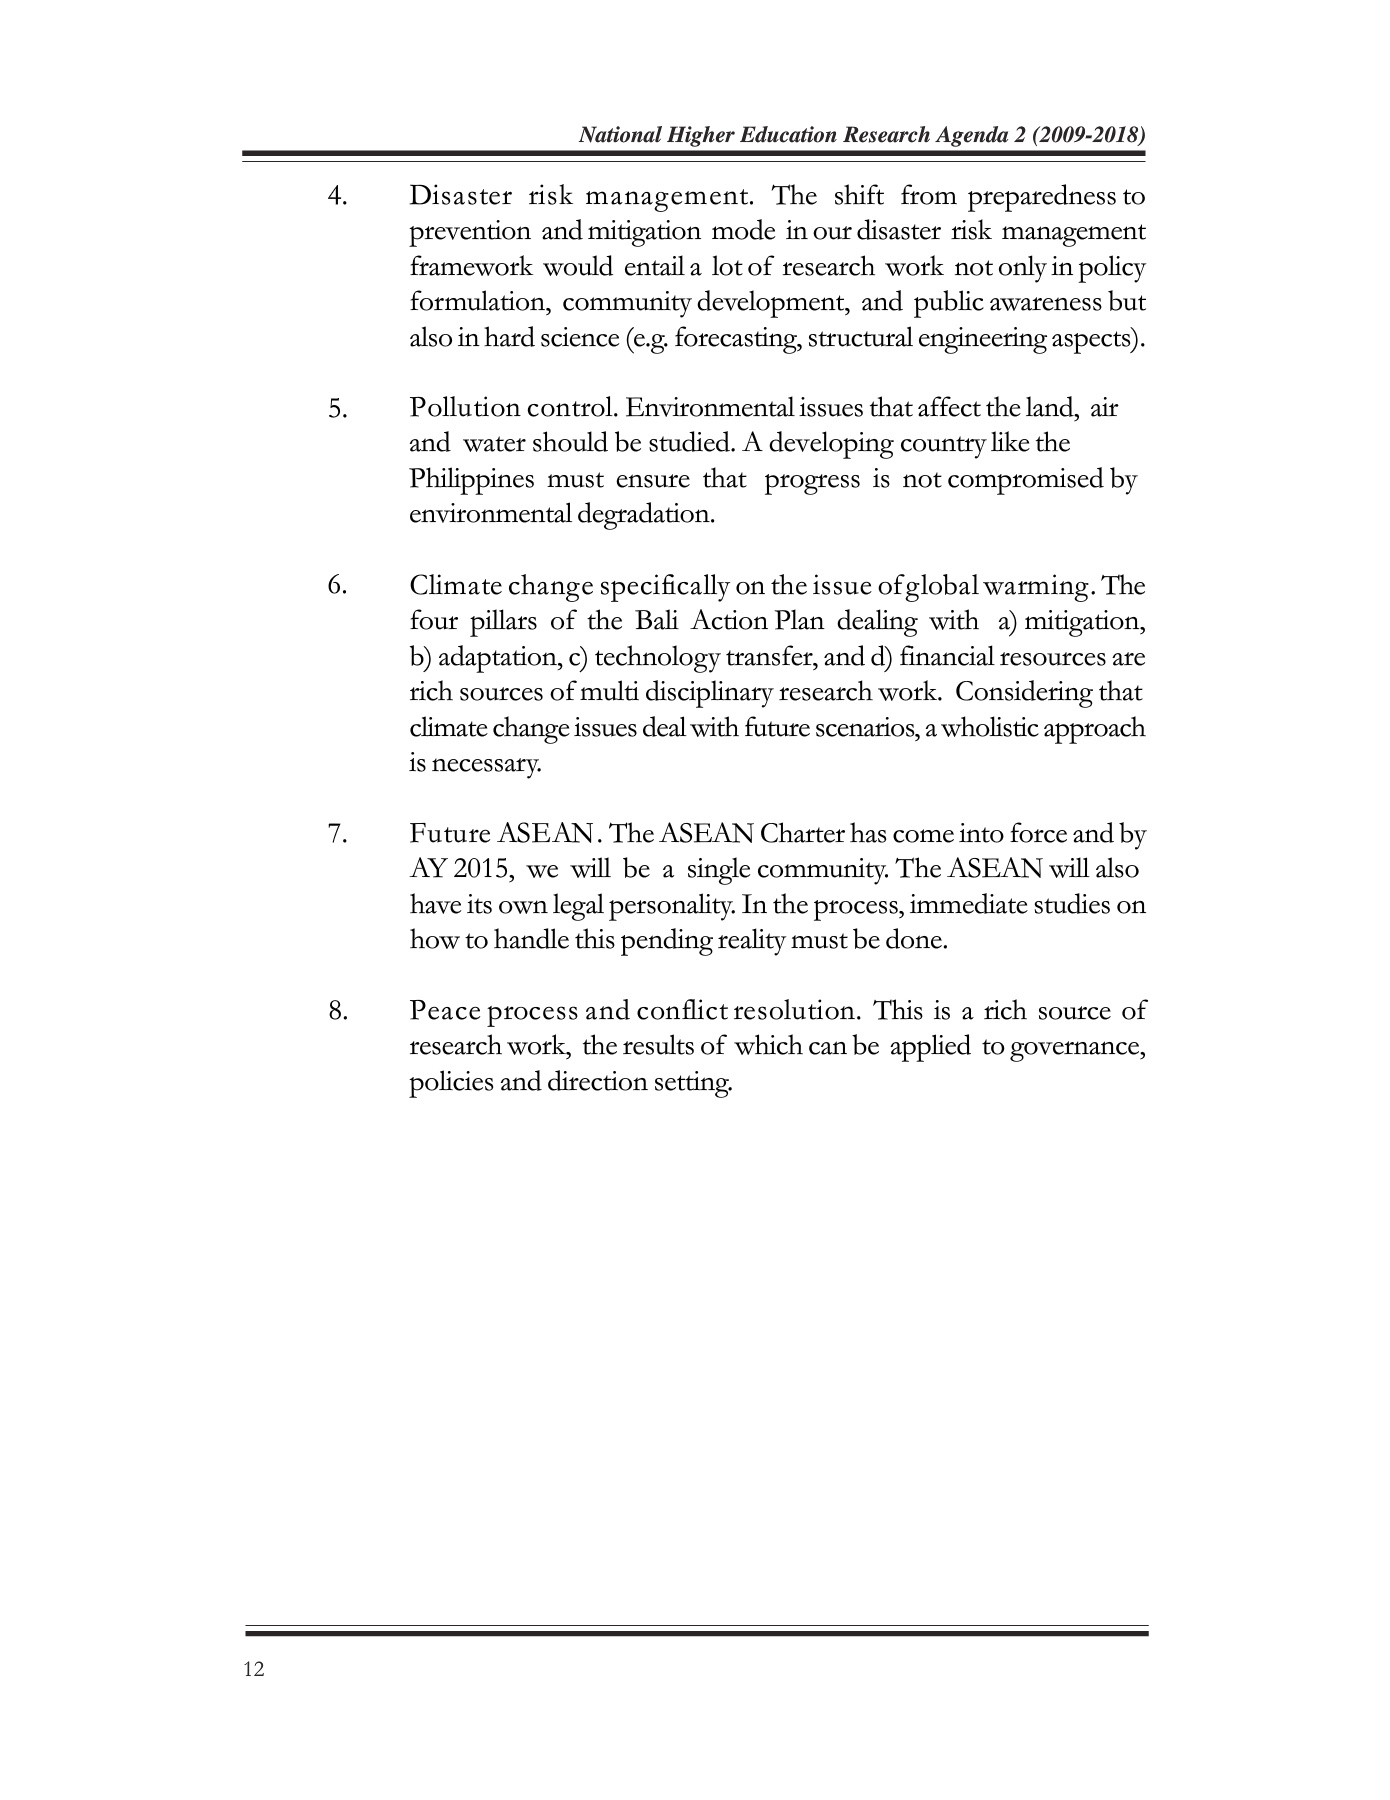 National Higher Education Research Agenda 2 (2009-2018)
4. Disaster risk management. The shift from preparedness to
prevention and mitigation mode in our disaster risk management
framework would entail a lot of research work not only in policy
formulation, community development, and public awareness but
also in hard science (e.g. forecasting, structural engineering aspects).
5. Pollution control. Environmental issues that affect the land, air
and water should be studied. A developing country like the
Philippines must ensure that progress is not compromised by
environmental degradation.
6. Climate change specifically on the issue of global warming. The
four pillars of the Bali Action Plan dealing with a) mitigation,
b) adaptation, c) technology transfer, and d) financial resources are
rich sources of multi disciplinary research work. Considering that
climate change issues deal with future scenarios, a wholistic approach
is necessary.
7. Future ASEAN. The ASEAN Charter has come into force and by
AY 2015, we will be a single community. The ASEAN will also
have its own legal personality. In the process, immediate studies on
how to handle this pending reality must be done.
8. Peace process and conflict resolution. This is a rich source of
research work, the results of which can be applied to governance,
policies and direction setting.
12